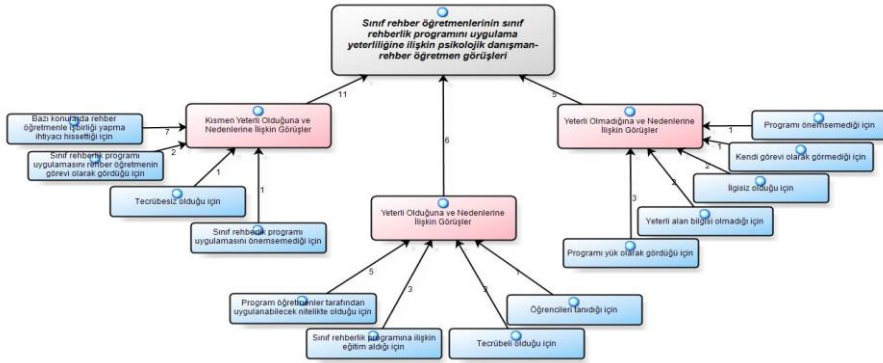 Sınıf rehber öğretmenlerinin sınıf
rehberlik programını uygulama
yeterliliğine ilişkin psikolojik danışman-
rehber öğretmen görüşleri
11
6
5
Kısmen Yeterli Olduğuna ve
Nedenlerine İlişkin Görüşler
Bazı konularda rehber
öğretmenle işbirliği yapma
ihtiyacı hissettiği için
7
Sınıf rehberlik programı
uygulamasını rehber öğretmenin
görevi olarak gördüğü için
2
Tecrübesiz olduğu için
1
Sınıf rehberlik programı
uygulamasını önemsemediği için
1
Yeterli Olduğuna ve Nedenlerine
İlişkin Görüşler
Program öğretmenler tarafından
uygulanabilecek nitelikte olduğu için
5
Sınıf rehberlik programına ilişkin
eğitim aldığı için
3
Tecrübeli olduğu için
3
Öğrencileri tanıdığı için
1
Yeterli Olmadığına ve Nedenlerine
İlişkin Görüşler
Programı önemsemediği için
1
Kendi görevi olarak görmediği için
1
İlgisiz olduğu için
2
Yeterli alan bilgisi olmadığı için
2
Programı yük olarak gördüğü için
3